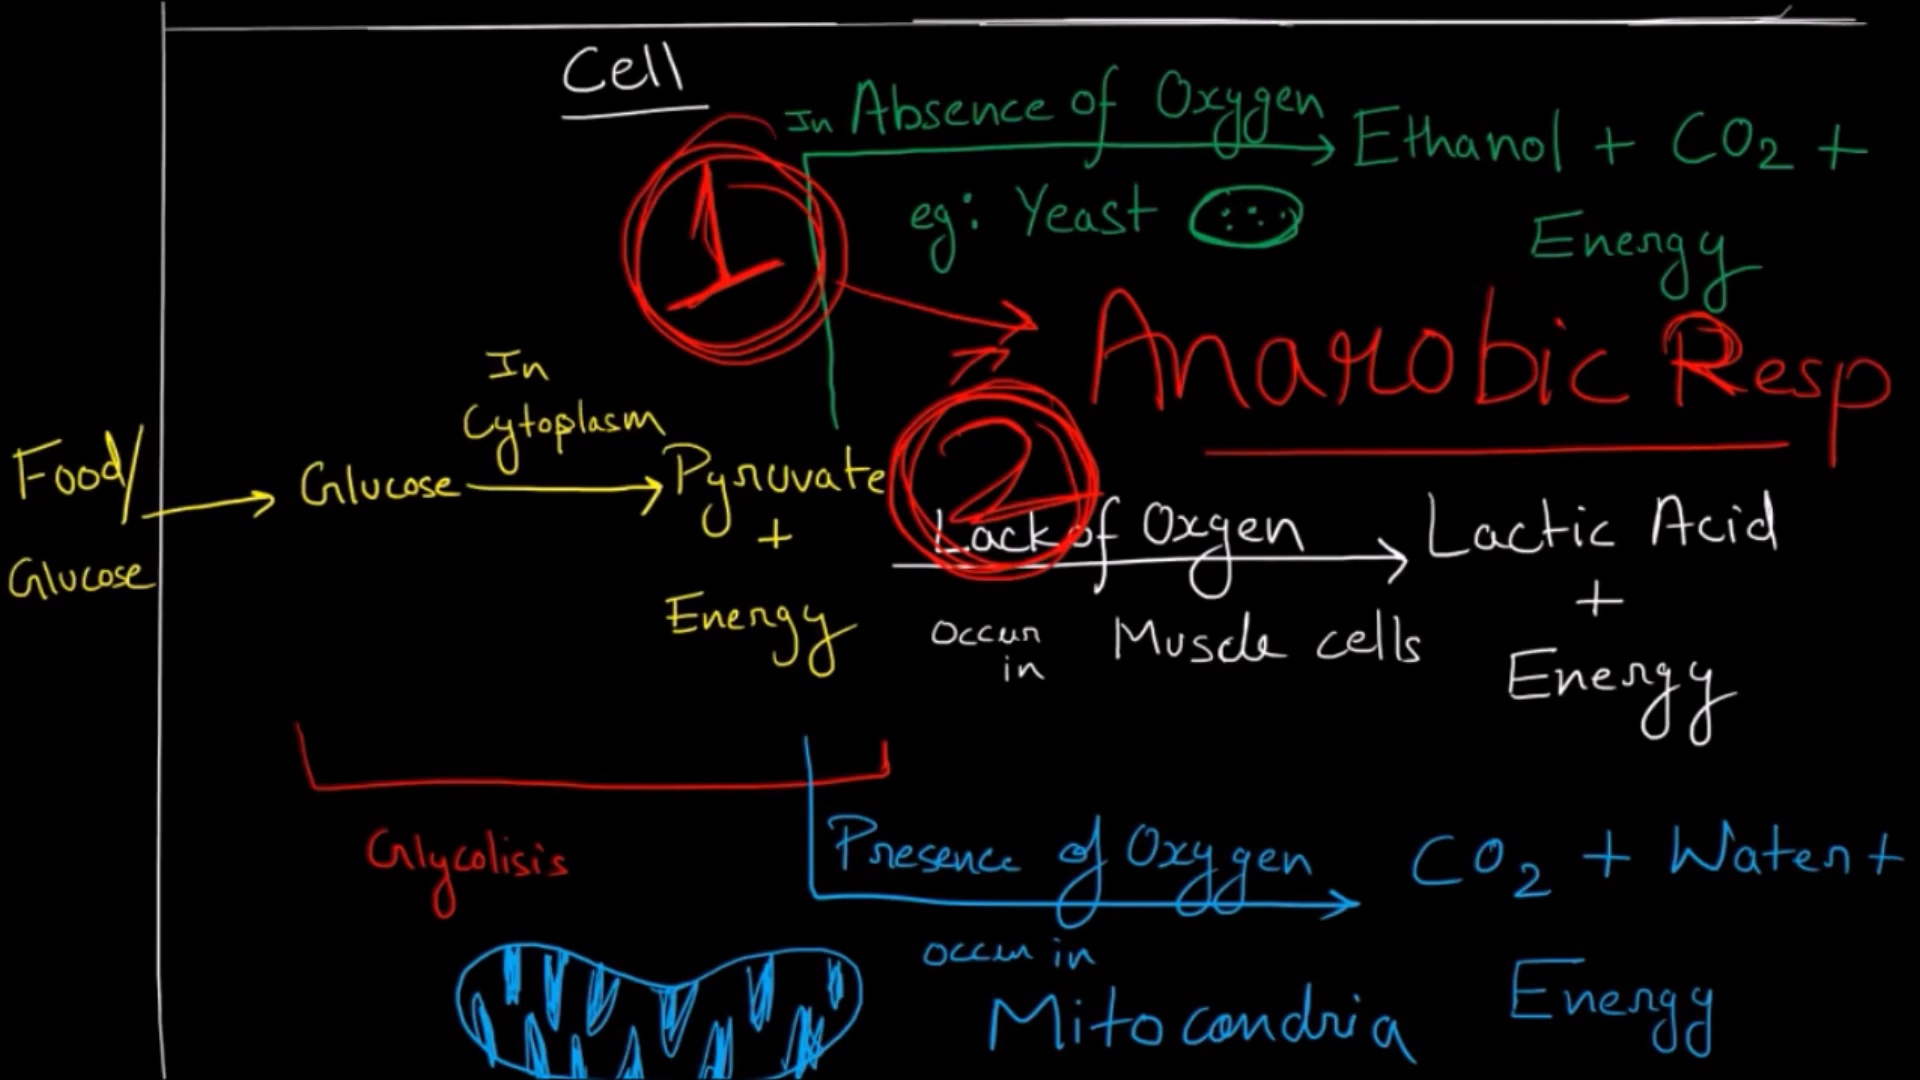 Cell
1
In Absence of Oxygen
Ethanol + CO2 +
Energy
eg: Yeast
Anarobic Resp
Food/
Glucose
Glucose
In
Cytoplasm
Pyruvate
+
Energy
2
Lack of Oxgen
occur
in
Muscle cells
Lactic Acid
+
Energy
Glycolisis
Presence of Oxygen
occur in
Mitocondria
CO2 + Water +
Energy